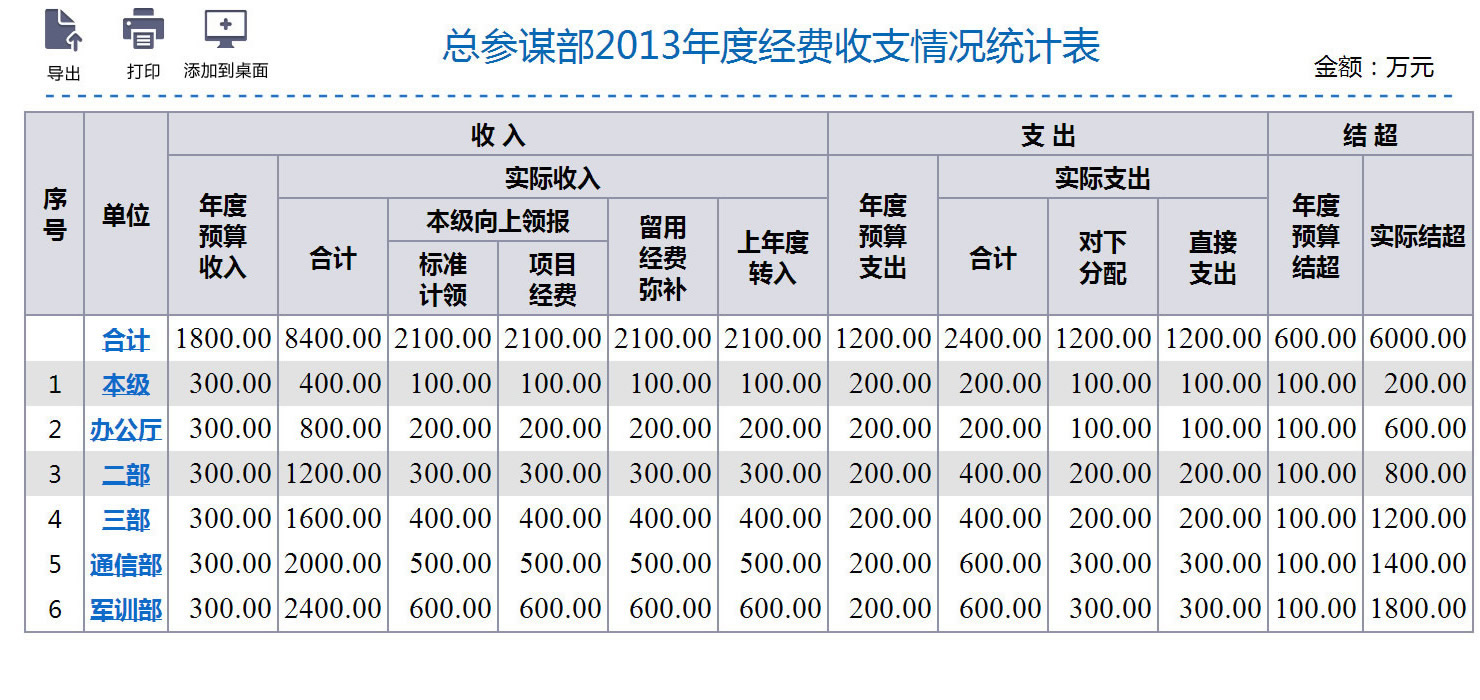 导出 打印 添加到桌面
总参谋部2013年度经费收支情况统计表
金额：万元
序号 单位 收入 支出 结超
年度预算收入 实际收入 年度预算支出 实际支出 年度预算结超 实际结超
合计 本级向上领报 留用经费弥补 上年度转入 合计 对下分配 直接支出
标准计领 项目经费
合计 1800.00 8400.00 2100.00 2100.00 2100.00 2100.00 1200.00 2400.00 1200.00 1200.00 600.00 6000.00
1 本级 300.00 400.00 100.00 100.00 100.00 100.00 200.00 200.00 100.00 100.00 100.00 200.00
2 办公厅 300.00 800.00 200.00 200.00 200.00 200.00 200.00 200.00 100.00 100.00 100.00 600.00
3 二部 300.00 1200.00 300.00 300.00 300.00 300.00 200.00 400.00 200.00 200.00 100.00 800.00
4 三部 300.00 1600.00 400.00 400.00 400.00 400.00 200.00 400.00 200.00 200.00 100.00 1200.00
5 通信部 300.00 2000.00 500.00 500.00 500.00 500.00 200.00 600.00 300.00 300.00 100.00 1400.00
6 军训部 300.00 2400.00 600.00 600.00 600.00 600.00 200.00 600.00 300.00 300.00 100.00 1800.00